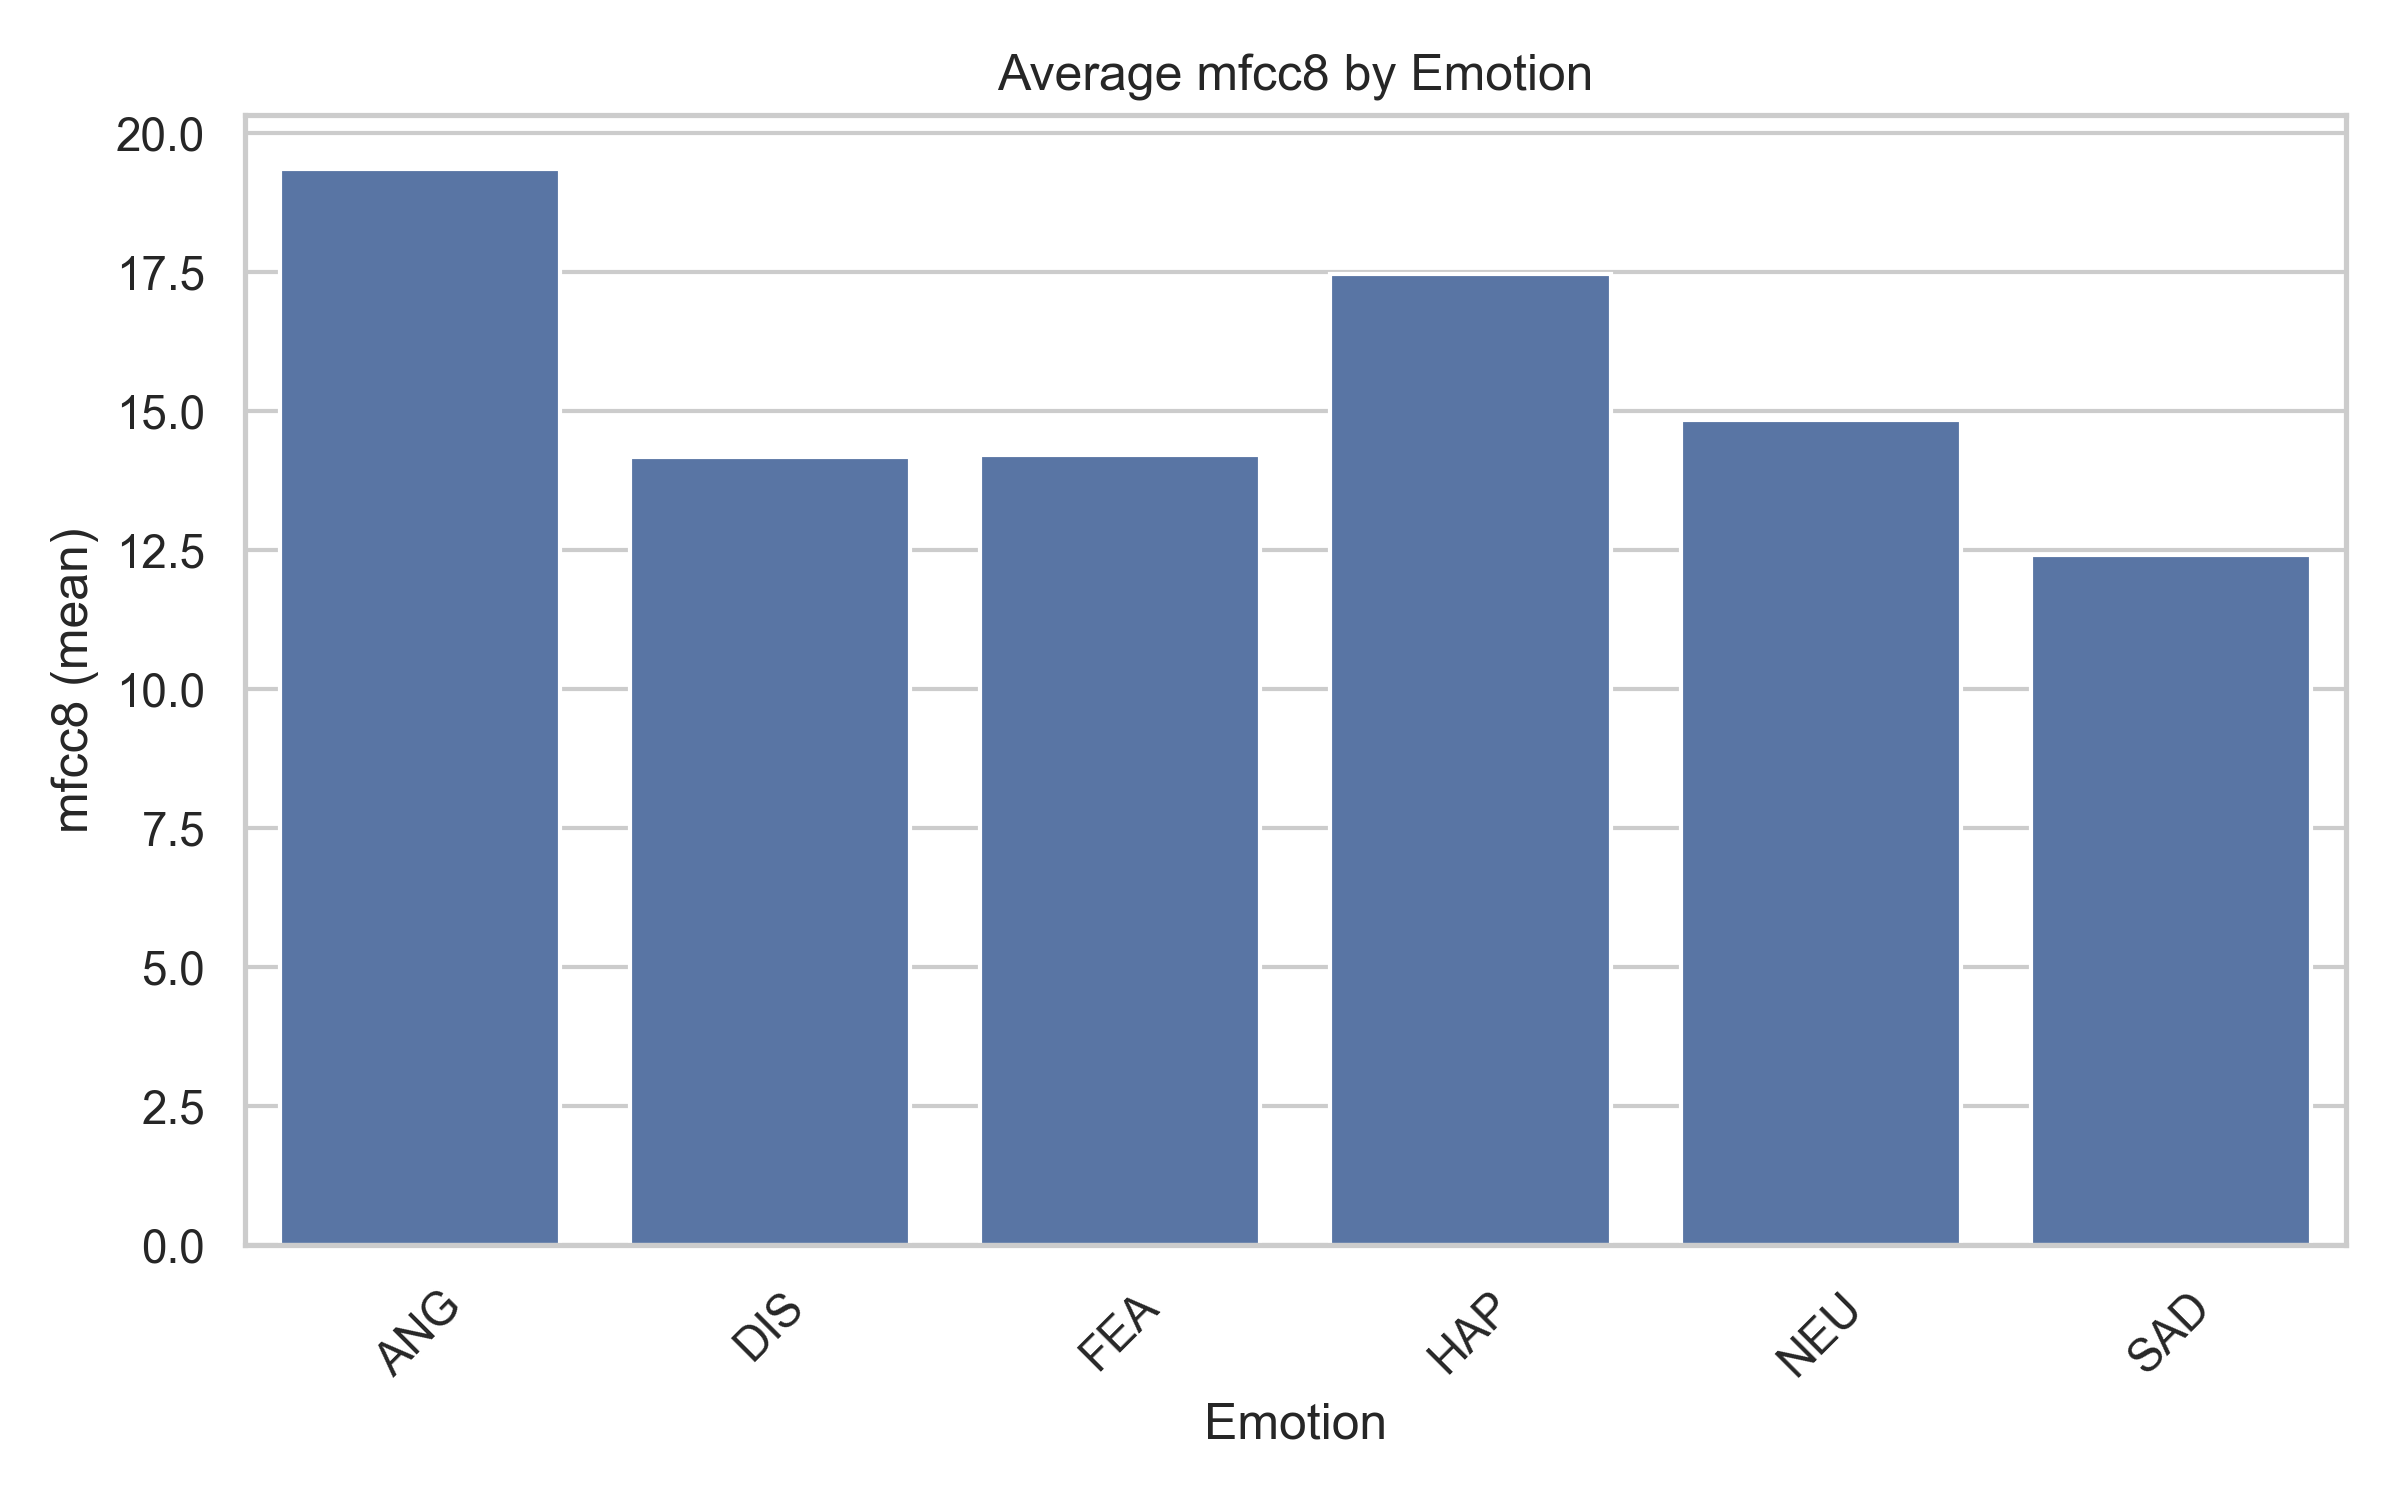 Average mfcc8 by Emotion
mfcc8 (mean)
20.0
17.5
15.0
12.5
10.0
7.5
5.0
2.5
0.0
ANG
DIS
FEA
HAP
NEU
SAD
Emotion